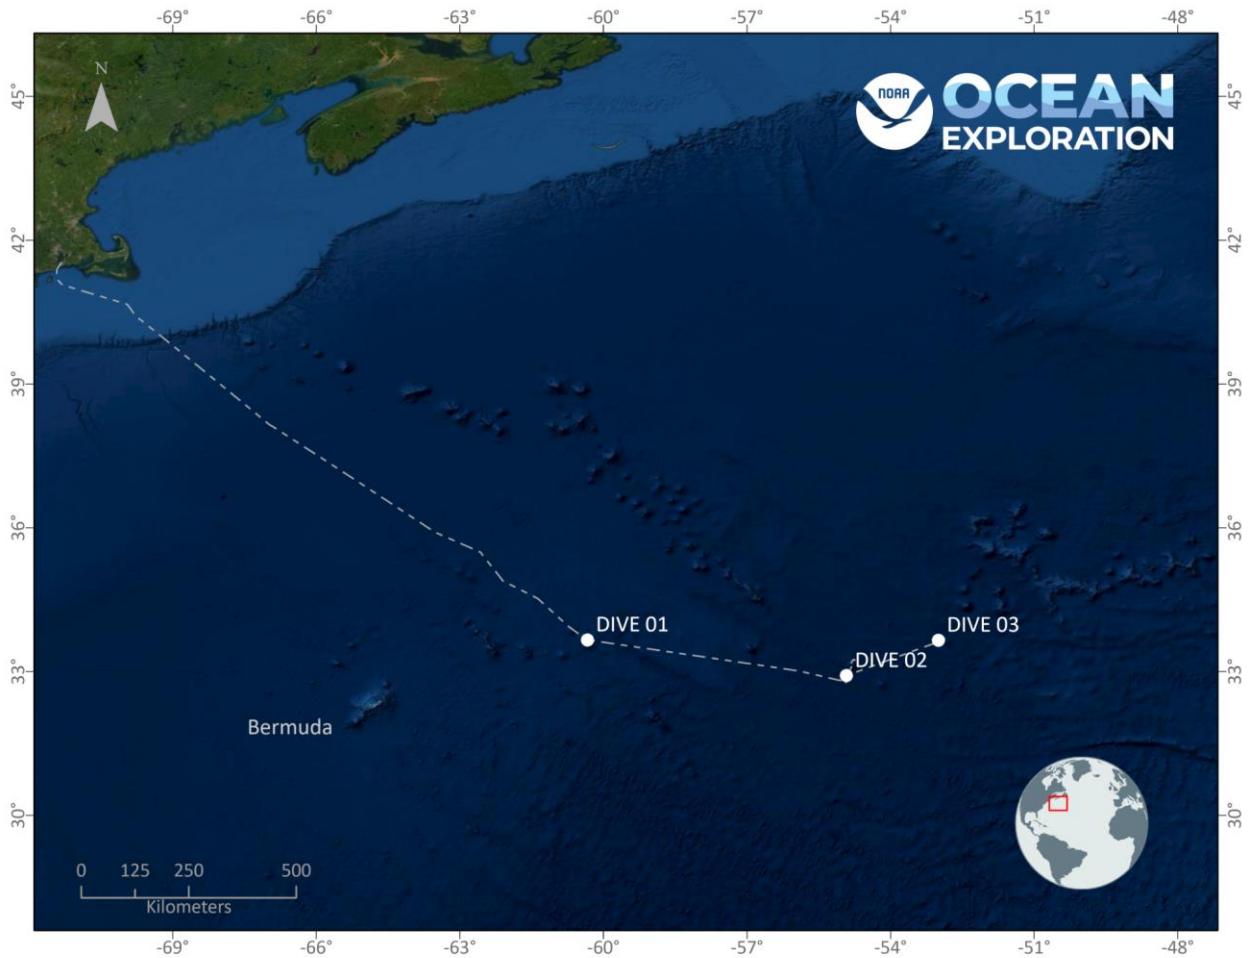 -69° -66° -63° -60° -57° -54° -51° -48°
N
NOAA
OCEAN
EXPLORATION
45° 45°
42° 42°
39° 39°
36° 36°
33° 33°
30° 30°
DIVE 01
DIVE 02
DIVE 03
Bermuda
0 125 250 500
Kilometers
-69° -66° -63° -60° -57° -54° -51° -48°